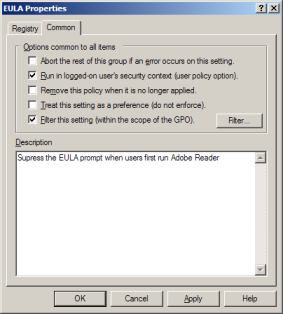 EULA Properties
Registry
Common
Options common to all items
Abort the rest of this group if an error occurs on this setting.
Run in logged-on user's security context (user policy option).
Remove this policy when it is no longer applied.
Treat this setting as a preference (do not enforce).
Filter this setting (within the scope of the GPO).
Filter...
Description
Supress the EULA prompt when users first run Adobe Reader
OK
Cancel
Apply
Help